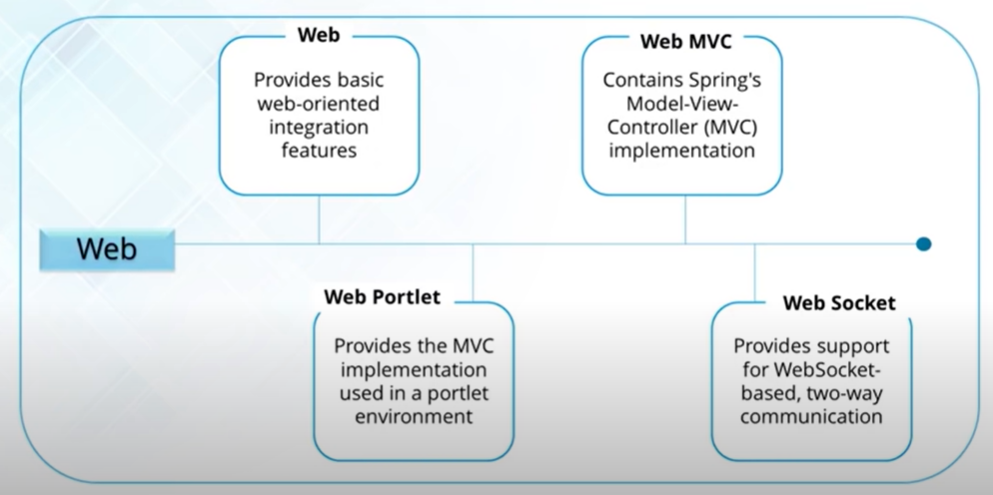 Web
Provides basic
web-oriented
integration
features
Web MVC
Contains Spring's
Model-View-
Controller (MVC)
implementation
Web
Web Portlet
Provides the MVC
implementation
used in a portlet
environment
Web Socket
Provides support
for WebSocket-
based, two-way
communication